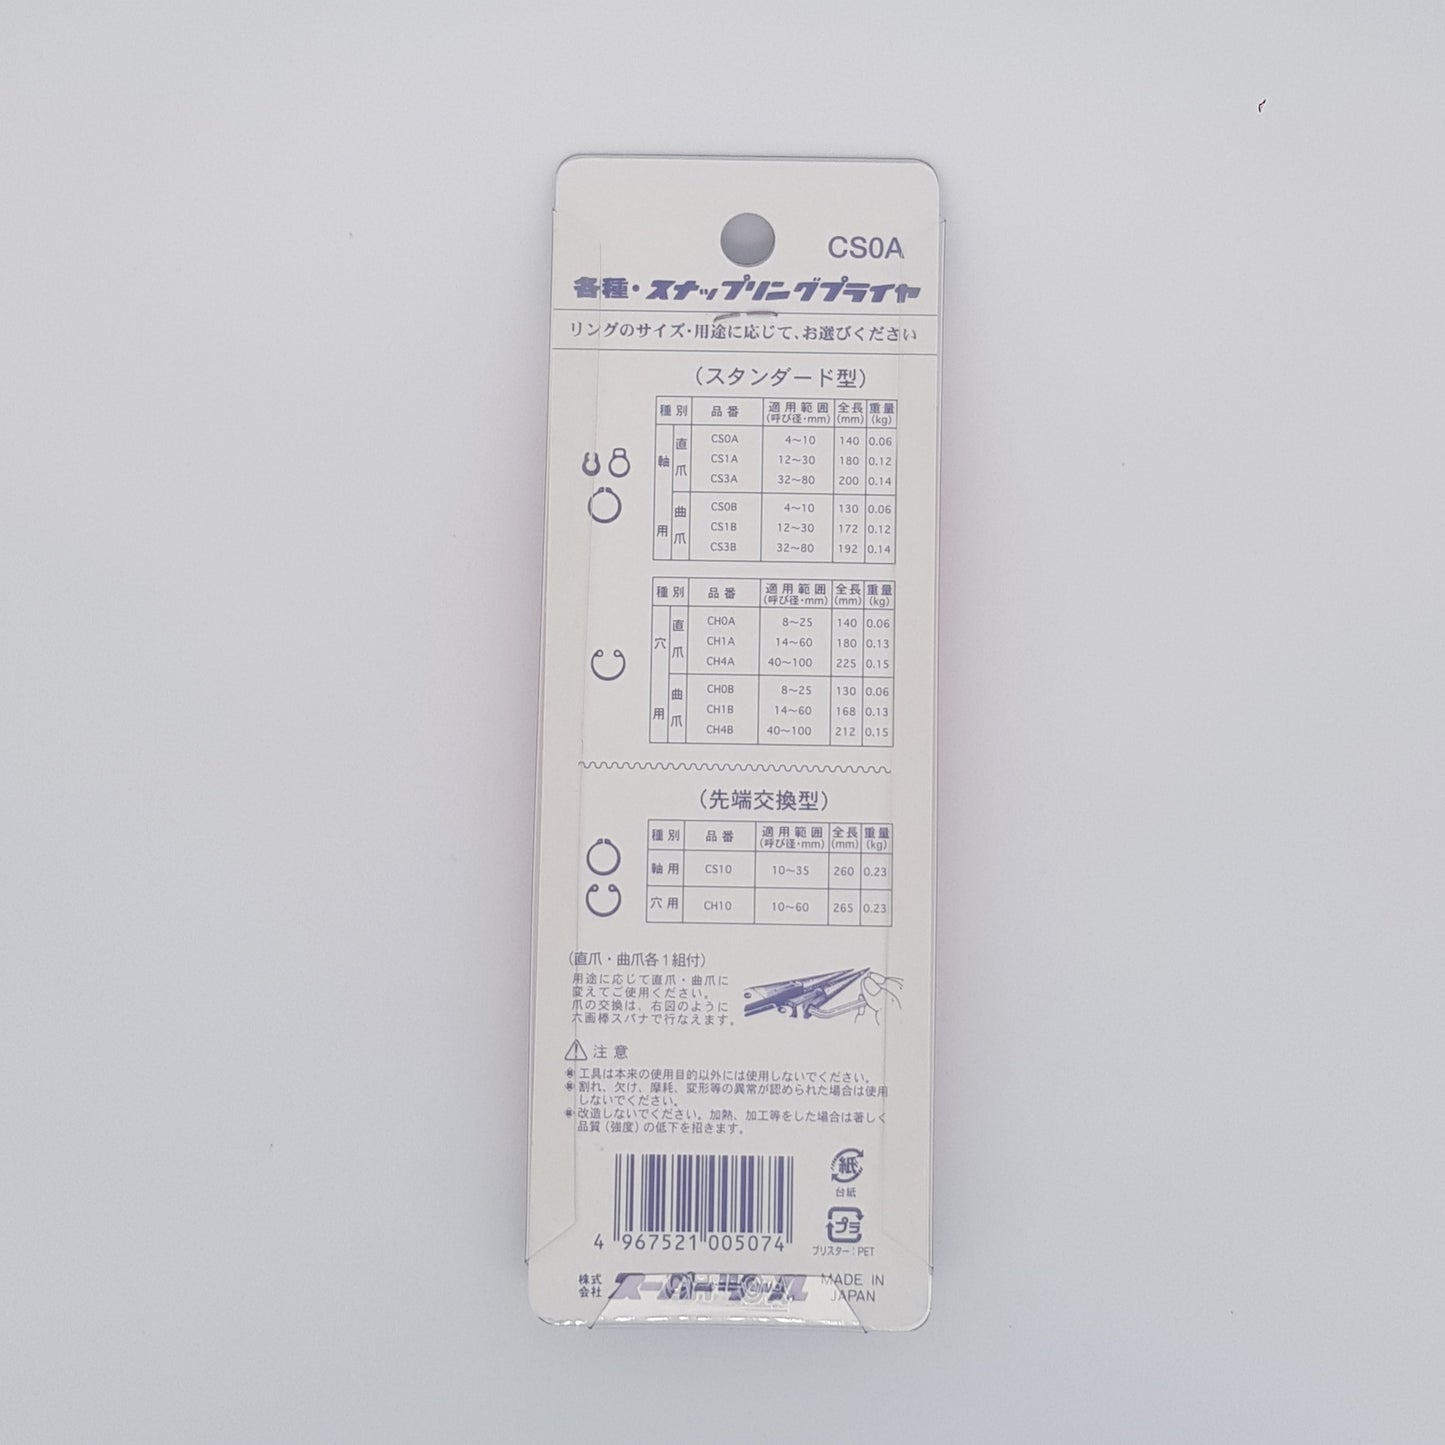 CS0A
各種・スナップリングプライヤ
リングのサイズ・用途に応じて、お選びください
(スタンダード型)
種別 品番 適用範囲(呼び径・mm) 全長(mm) 重量(kg)
軸用 直爪 CS0A 4~10 140 0.06
CS1A 12~30 180 0.12
CS3A 32~80 200 0.14
曲爪 CS0B 4~10 130 0.06
CS1B 12~30 172 0.12
CS3B 32~80 192 0.14
種別 品番 適用範囲(呼び径・mm) 全長(mm) 重量(kg)
穴用 直爪 CH0A 8~25 140 0.06
CH1A 14~60 180 0.13
CH4A 40~100 225 0.15
曲爪 CH0B 8~25 130 0.06
CH1B 14~60 168 0.13
CH4B 40~100 212 0.15
(先端交換型)
種別 品番 適用範囲(呼び径・mm) 全長(mm) 重量(kg)
軸用 CS10 10~35 260 0.23
穴用 CH10 10~60 265 0.23
(直爪・曲爪各1組付)
用途に応じて直爪・曲爪に
変えてご使用ください。
爪の交換は、右図のように
六画棒スパナで行なえます。
注意
※工具は本来の使用目的以外には使用しないでください。
※割れ、欠け、摩耗、変形等の異常が認められた場合は使用
しないでください。
※改造しないでください。加熱、加工等をした場合は著しく
品質(強度)の低下を招きます。
紙
台紙
プラ
ブリスター:PET
4 967521 005074
株式会社 スーパーツール
MADE IN
JAPAN